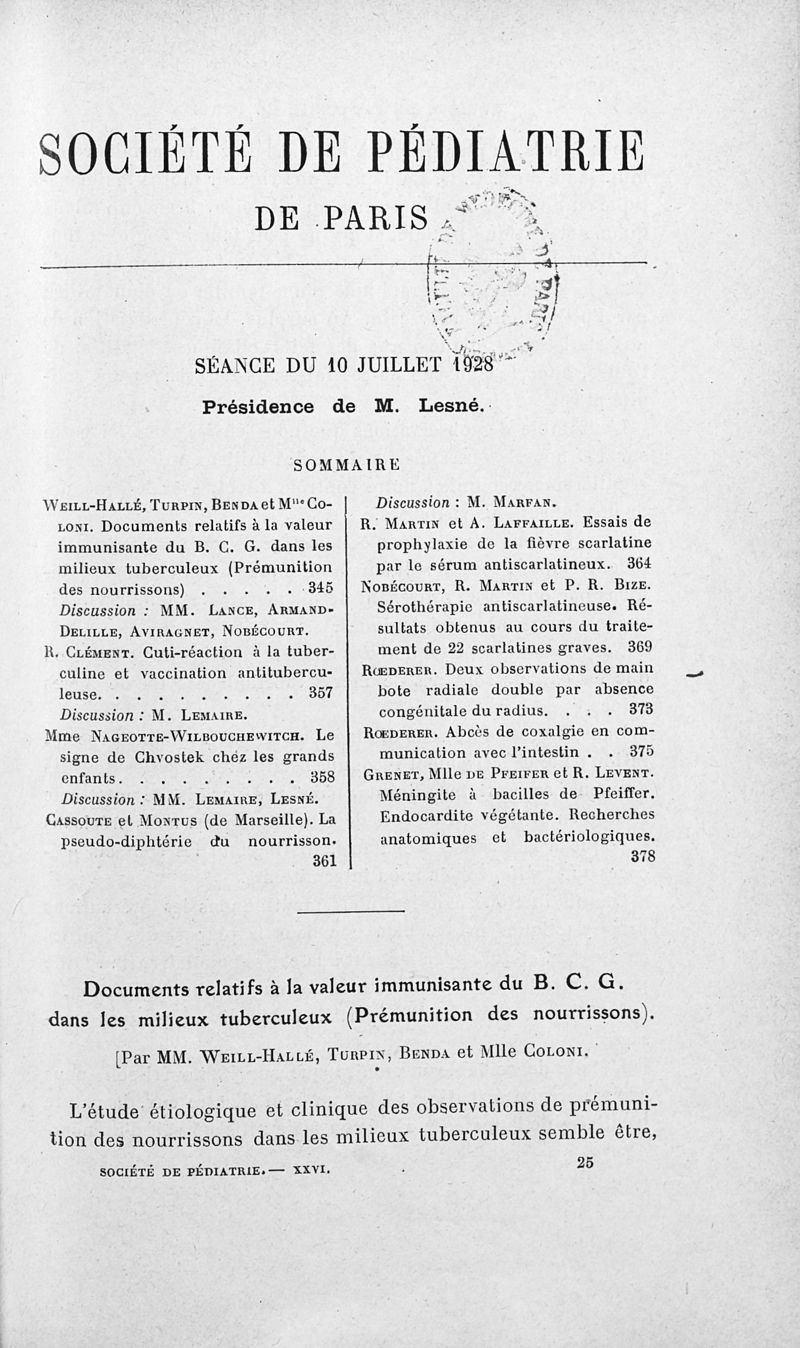 SOCIÉTÉ DE PÉDIATRIE
DE PARIS
SÉANCE DU 10 JUILLET 1928
Présidence de M. Lesné.
SOMMAIRE
Weill-Hallé, Turpin, Benda et Mlle Co-
loni. Documents relatifs à la valeur
immunisante du B. C. G. dans les
milieux tuberculeux (Prémunition
des nourrissons) . . . . . 345
Discussion : MM. Lance, Armand-
Delille, Aviragnet, Nobécourt.
R. Clément. Cuti-réaction à la tuber-
culine et vaccination antitubercu-
leuse. . . . . . . . . . 357
Discussion : M. Lemaire.
Mme Nageotte-Wilbouchewitch. Le
signe de Chvostek chez les grands
enfants. . . . . . . . . 358
Discussion : MM. Lemaire, Lesné.
Cassoute et Montus (de Marseille). La
pseudo-diphtérie du nourrisson.
361
Discussion : M. Marfan.
R. Martin et A. Laffaille. Essais de
prophylaxie de la fièvre scarlatine
par le sérum antiscarlatineux. 364
Nobécourt, R. Martin et P. R. Bize.
Sérothérapie antiscarlatineuse. Ré-
sultats obtenus au cours du traite-
ment de 22 scarlatines graves. 369
Rœderer. Deux observations de main
bote radiale double par absence
congénitale du radius. . . . 373
Rœderer. Abcès de coxalgie en com-
munication avec l'intestin . . 375
Grenet, Mlle de Pfeifer et R. Levent.
Méningite à bacilles de Pfeiffer.
Endocardite végétante. Recherches
anatomiques et bactériologiques.
378
Documents relatifs à la valeur immunisante du B. C. G.
dans les milieux tuberculeux (Prémunition des nourrissons).
[Par MM. Weill-Hallé, Turpin, Benda et Mlle Coloni.
L'étude étiologique et clinique des observations de prémuni-
tion des nourrissons dans les milieux tuberculeux semble être,
SOCIÉTÉ DE PÉDIATRIE. — XXVI. 25